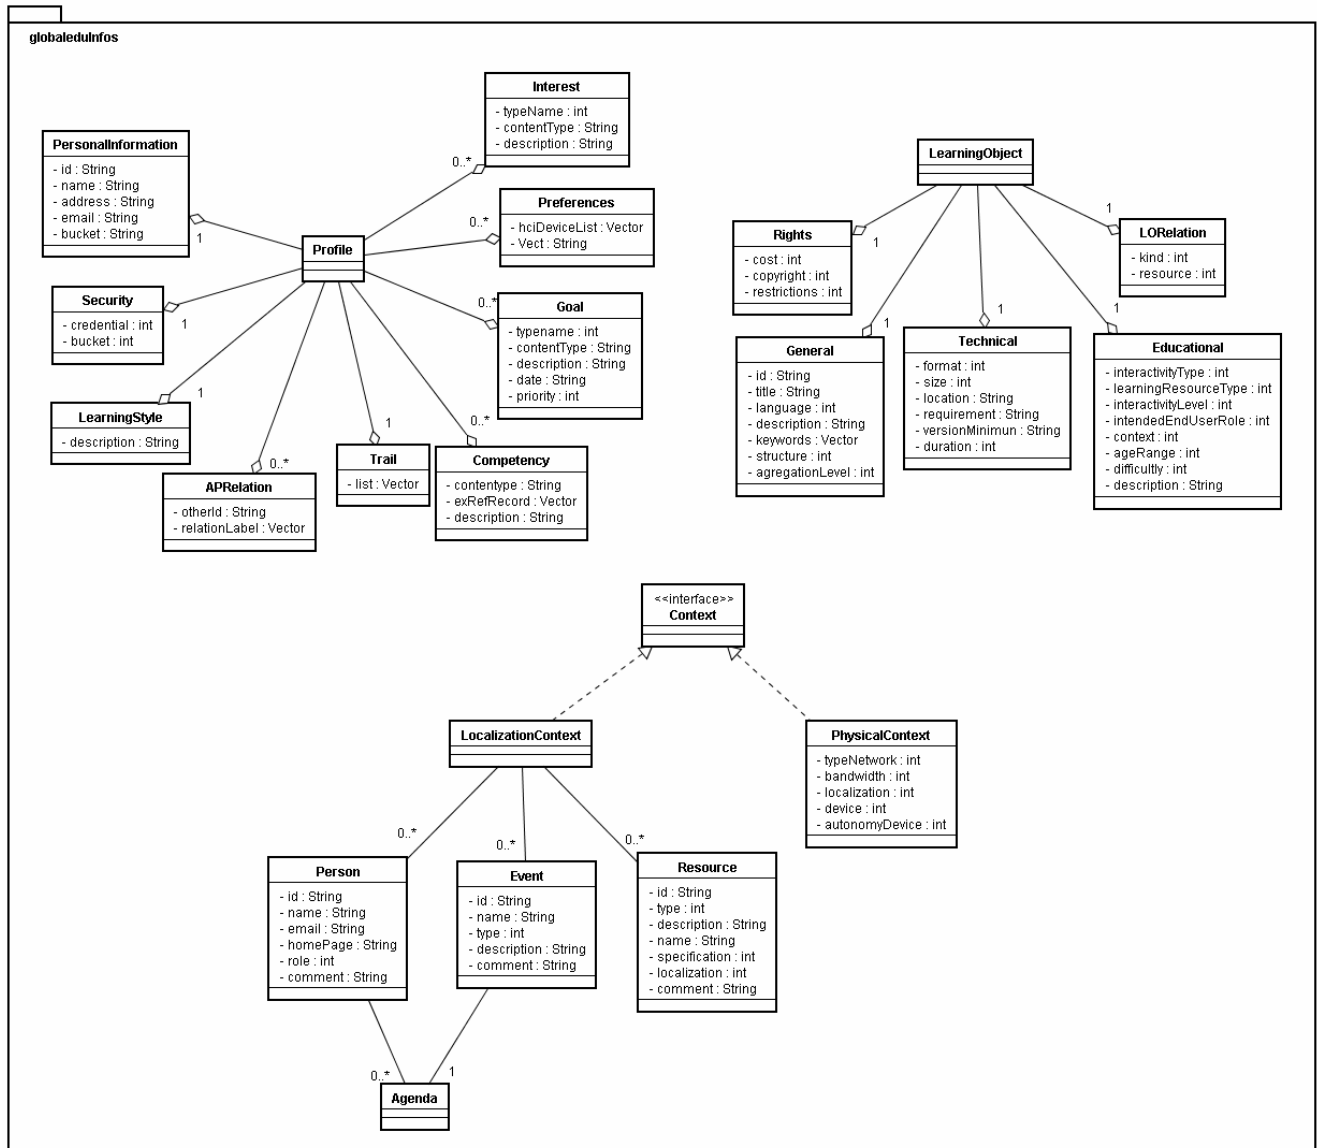 globaleduInfos
Interest
- typeName : int
- contentType : String
- description : String
0..*
PersonalInformation
- id : String
- name : String
- address : String
- email : String
- bucket : String
1
Preferences
- hciDeviceList : Vector
- Vect : String
0..*
Profile
Security
- credential : int
- bucket : int
1
Goal
- typename : int
- contentType : String
- description : String
- date : String
- priority : int
0..*
LearningStyle
- description : String
1
APRelation
- otherId : String
- relationLabel : Vector
0..*
Trail
- list : Vector
1
Competency
- contentype : String
- exRefRecord : Vector
- description : String
0..*
LearningObject
Rights
- cost : int
- copyright : int
- restrictions : int
1
LORelation
- kind : int
- resource : int
1
General
- id : String
- title : String
- language : int
- description : String
- keywords : Vector
- structure : int
- agregationLevel : int
1
Technical
- format : int
- size : int
- location : String
- requirement : String
- versionMinimun : String
- duration : int
1
Educational
- interactivityType : int
- learningResourceType : int
- interactivityLevel : int
- intendedEndUserRole : int
- context : int
- ageRange : int
- difficultly : int
- description : String
1
<<interface>>
Context
LocalizationContext
PhysicalContext
- typeNetwork : int
- bandwidth : int
- localization : int
- device : int
- autonomyDevice : int
0..*
0..*
0..*
Person
- id : String
- name : String
- email : String
- homePage : String
- role : int
- comment : String
Event
- id : String
- name : String
- type : int
- description : String
- comment : String
Resource
- id : String
- type : int
- description : String
- name : String
- specification : int
- localization : int
- comment : String
0..*
1
Agenda